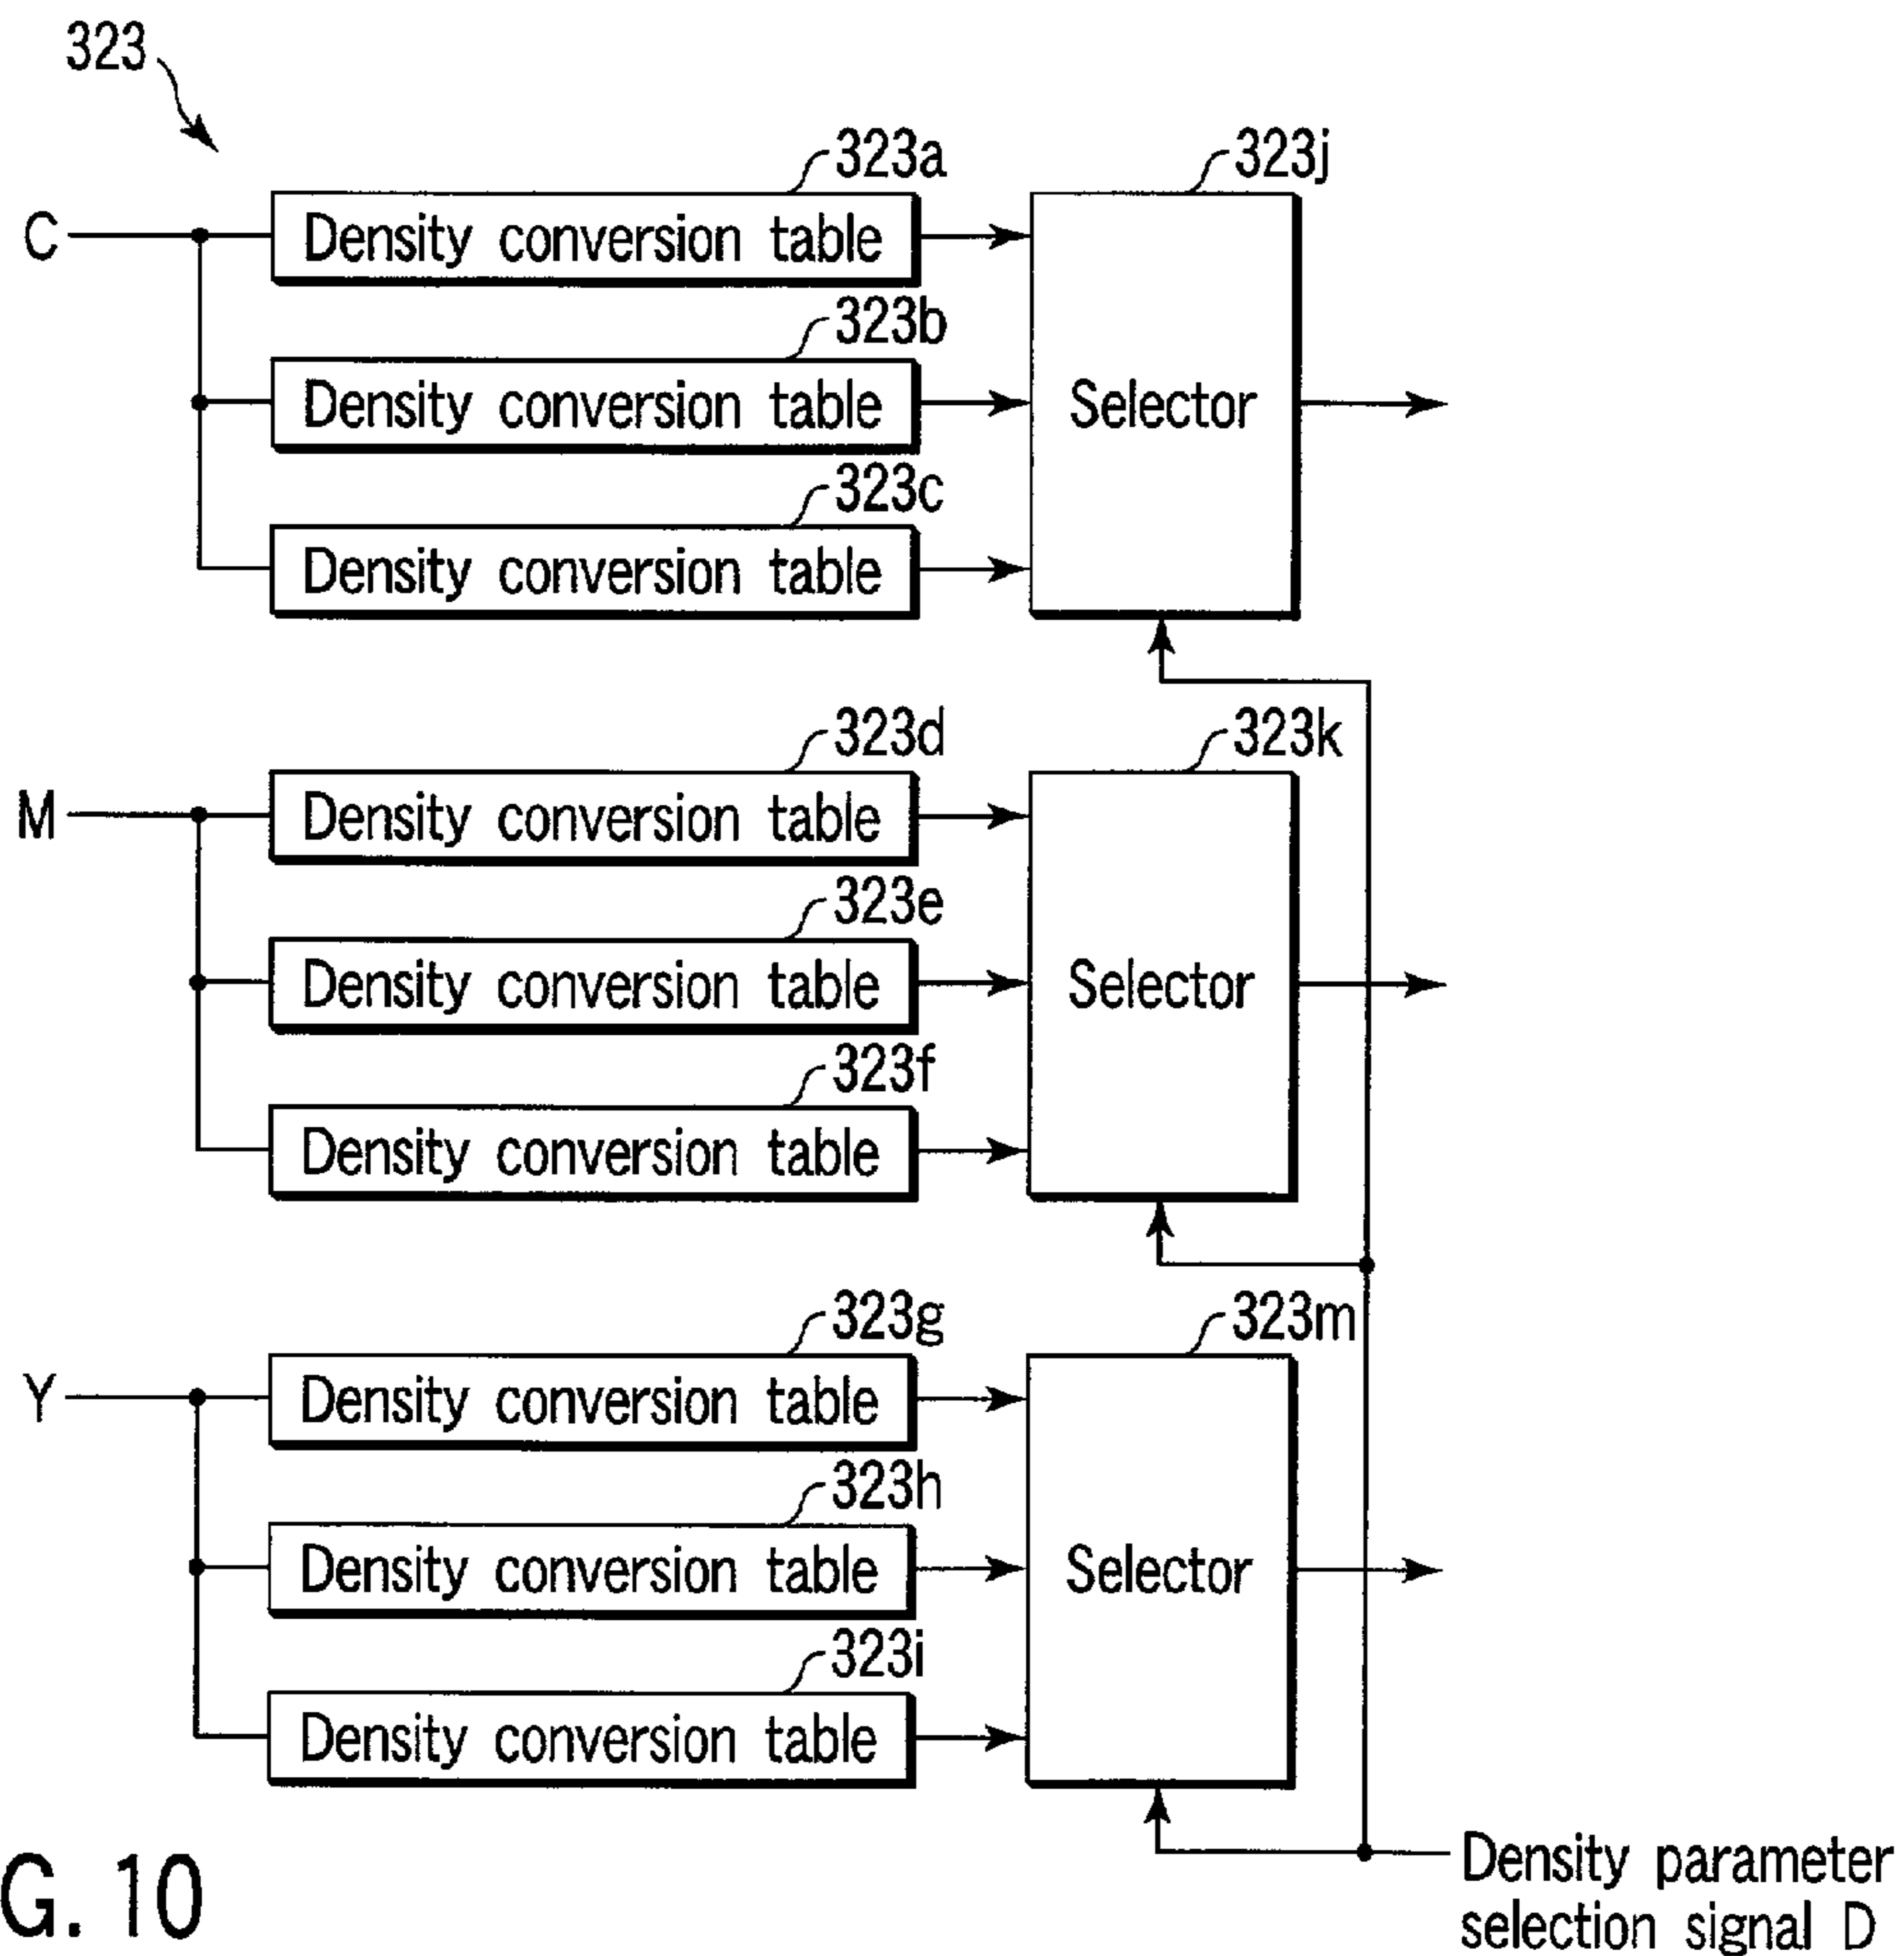 323
323a
323j
C
Density conversion table
323b
Density conversion table
Selector
323c
Density conversion table
323d
323k
M
Density conversion table
323e
Density conversion table
Selector
323f
Density conversion table
323g
323m
Y
Density conversion table
323h
Density conversion table
Selector
323i
Density conversion table
Density parameter
selection signal D
G. 10